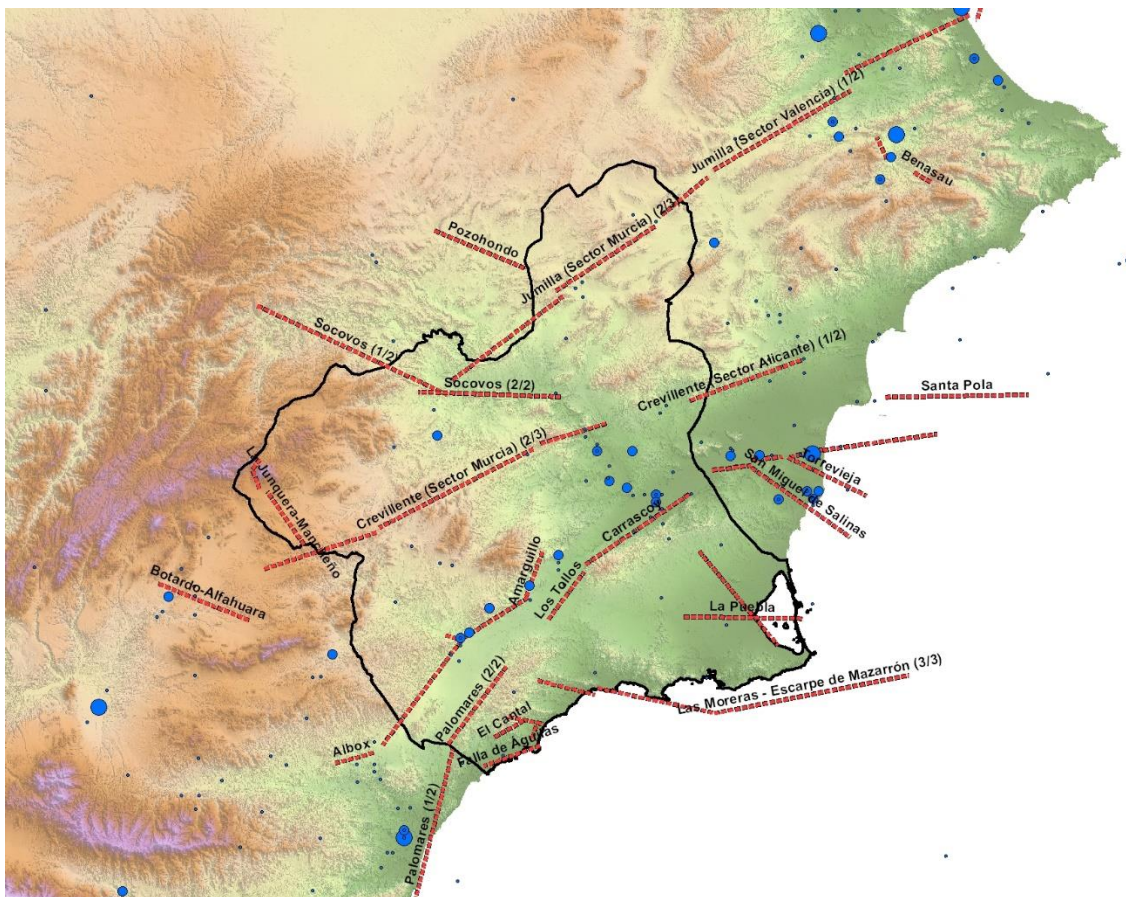 Jumilla (Sector Valencia) (1/2)
Benasau
Pozohondo
Jumilla (Sector Murcia) (2/3)
Socovos (1/2)
Socovos (2/2)
Crevillente (Sector Alicante) (1/2)
Santa Pola
Crevillente (Sector Murcia) (2/3)
Torrevieja
San Miguel de Salinas
Carrascoy
Junquera-Mancheño
Amarguillo
Los Tollos
Botardo-Alfahuara
La Puebla
Palomares (2/2)
Las Moreras - Escarpe de Mazarrón (3/3)
El Cantal
Falla de Águilas
Albox
Palomares (1/2)